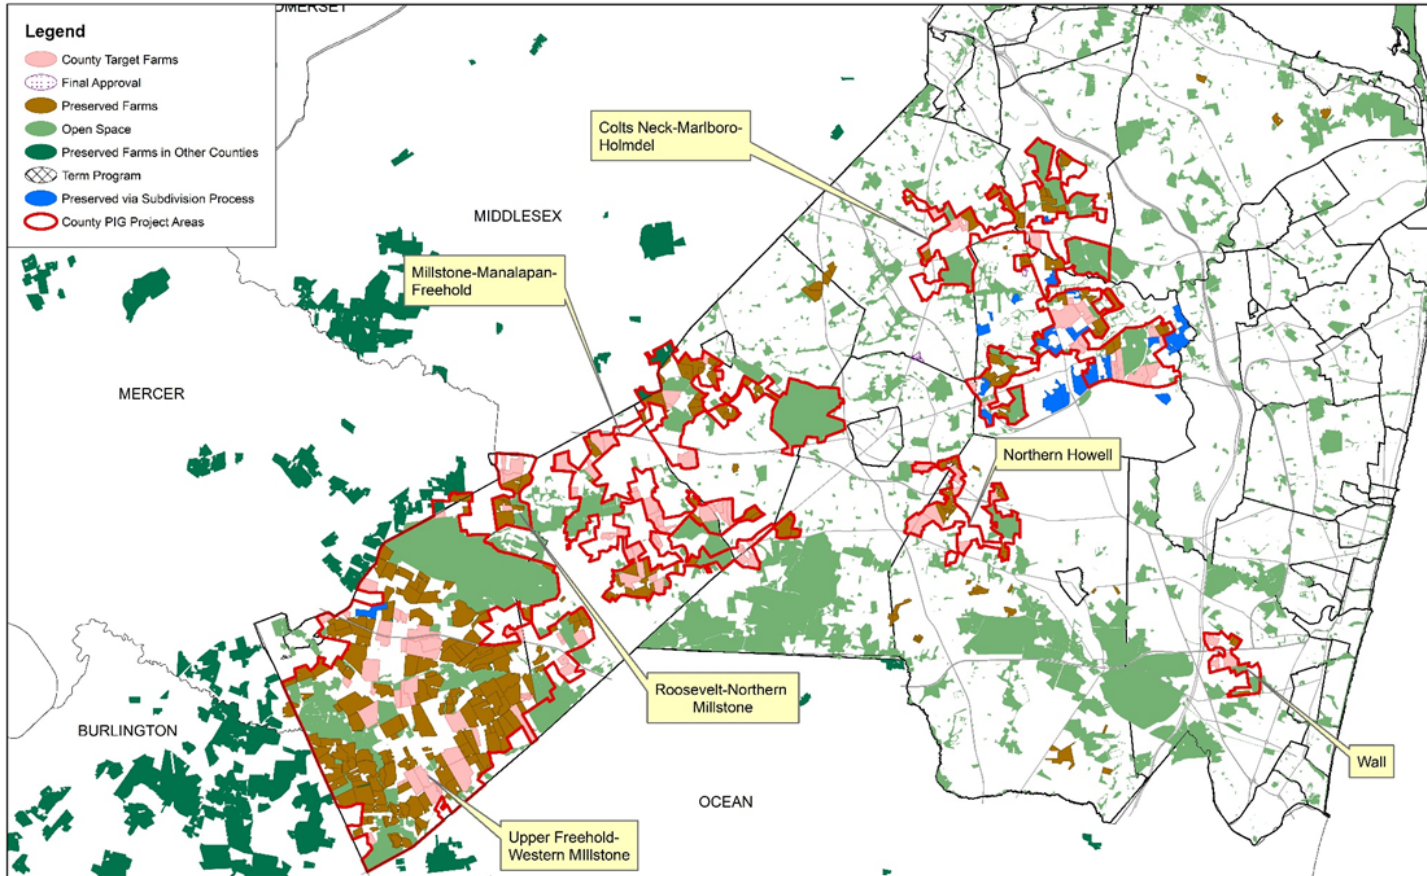 OMERSET
Legend
County Target Farms
Final Approval
Preserved Farms
Open Space
Preserved Farms in Other Counties
Term Program
Preserved via Subdivision Process
County PIG Project Areas
Colts Neck-Marlboro-
Holmdel
MIDDLESEX
Millstone-Manalapan-
Freehold
MERCER
Northern Howell
Roosevelt-Northern
Millstone
BURLINGTON
Wall
OCEAN
Upper Freehold-
Western Millstone